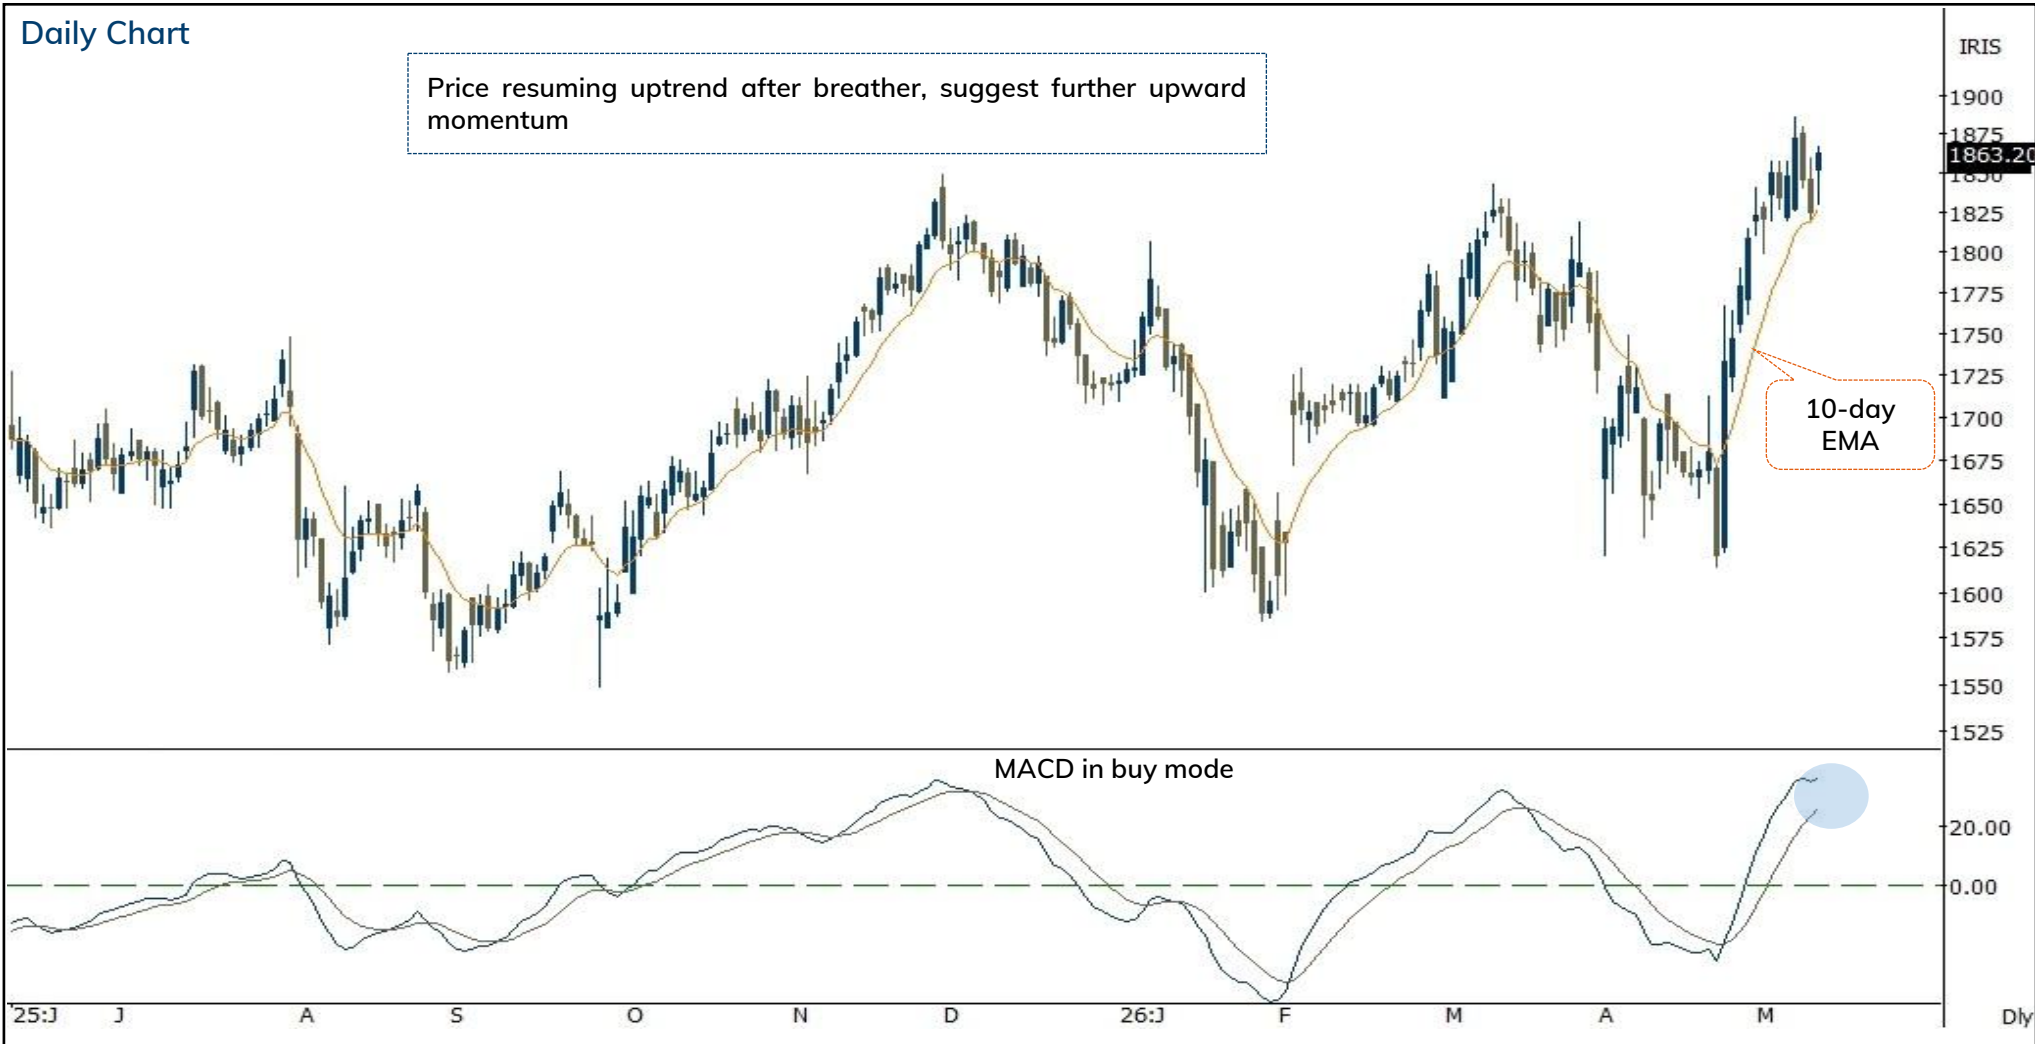 Daily Chart
IRIS
Price resuming uptrend after breather, suggest further upward
momentum
1900
1875
1863.20
1850
1825
1800
1775
1750
1725
1700
1675
1650
1625
1600
1575
1550
1525
10-day
EMA
MACD in buy mode
20.00
0.00
25:J J A S O N D 26:J F M A M Dly